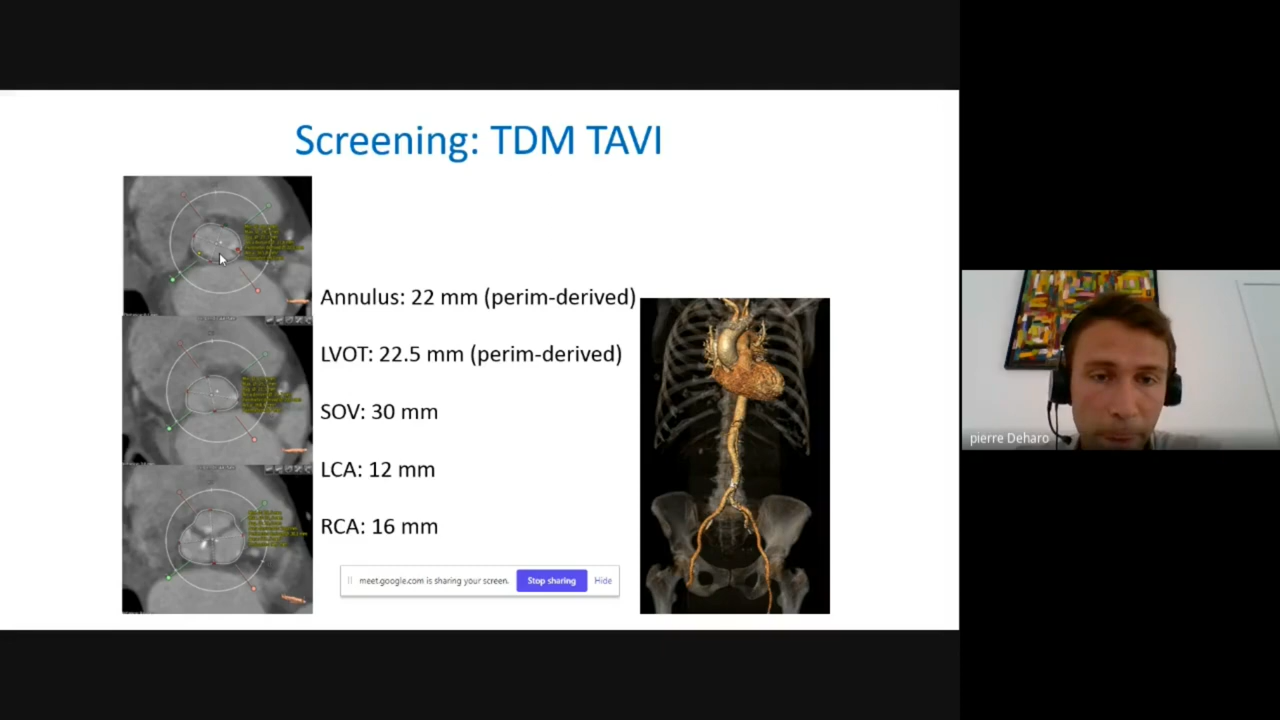 Screening: TDM TAVI
Annulus: 22 mm (perim-derived)
LVOT: 22.5 mm (perim-derived)
SOV: 30 mm
LCA: 12 mm
RCA: 16 mm
meet.google.com is sharing your screen.
Stop sharing
Hide
pierre Deharo